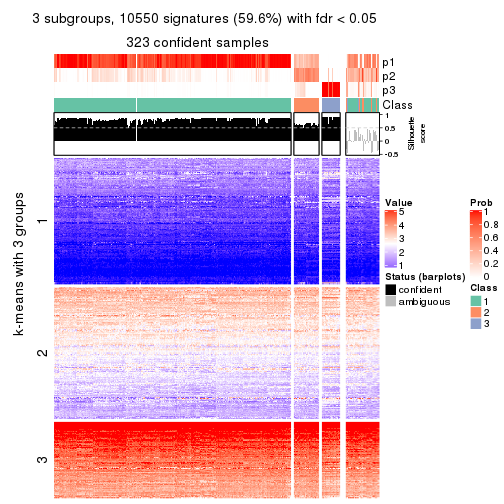 3 subgroups, 10550 signatures (59.6%) with fdr < 0.05
323 confident samples
p1
p2
p3
Class
1
0.5
0
-0.5
Silhouette
score
k-means with 3 groups
1
2
3
Value
5
4
3
2
1
Status (barplots)
confident
ambiguous
Prob
1
0.8
0.6
0.4
0.2
0
Class
1
2
3